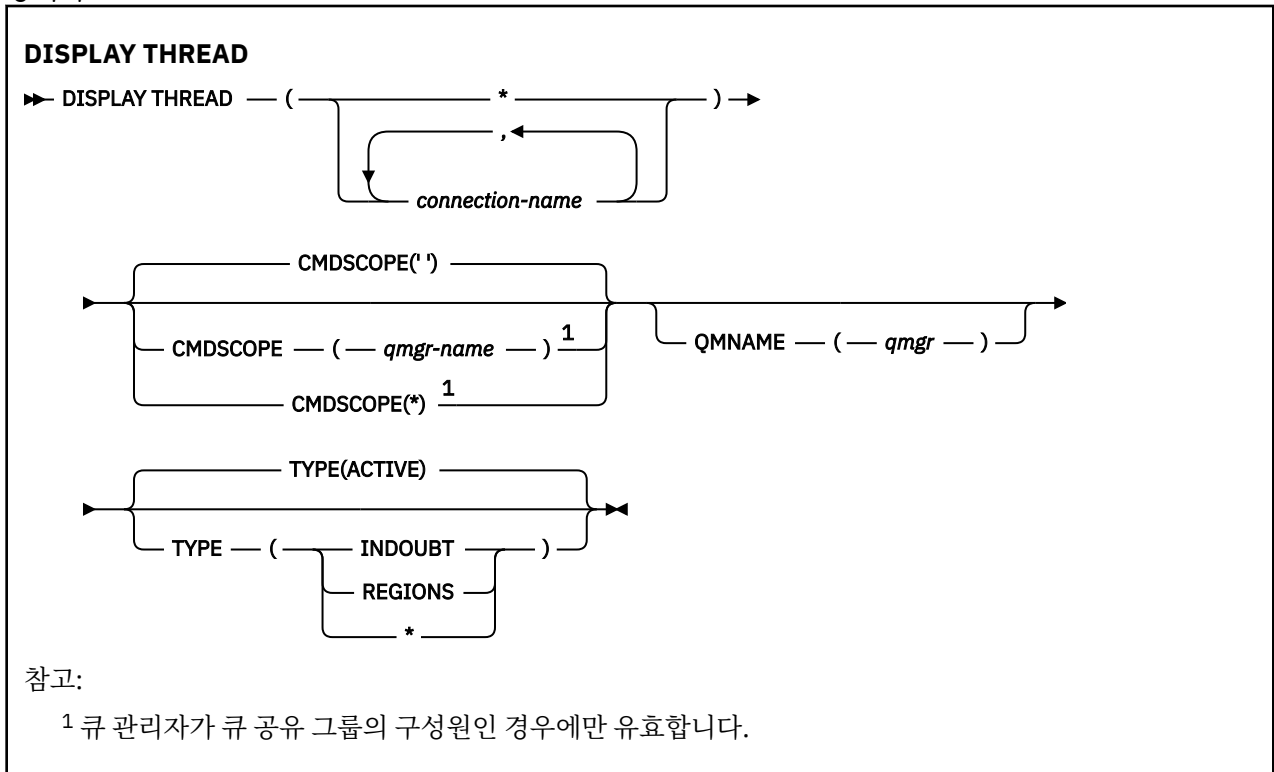 DISPLAY THREAD
DISPLAY THREAD ( * )
,
connection-name
CMDSCOPE(' ')
CMDSCOPE ( qmgr-name ) 1
QMNAME ( qmgr )
CMDSCOPE(*) 1
TYPE(ACTIVE)
TYPE ( INDOUBT )
REGIONS
*
참고:
1 큐 관리자가 큐 공유 그룹의 구성원인 경우에만 유효합니다.